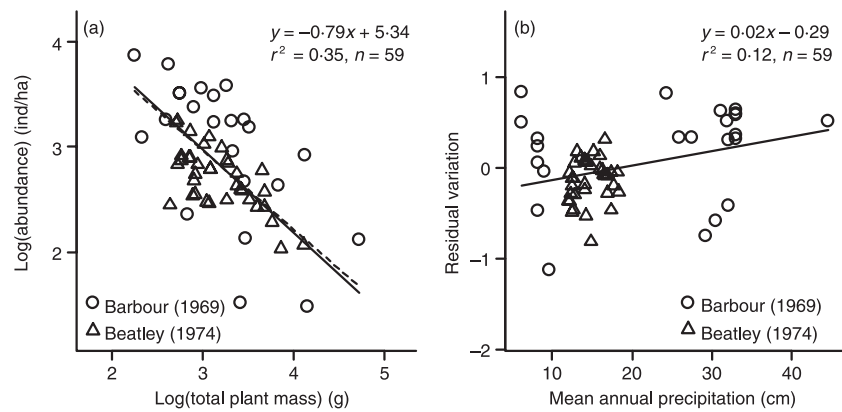 (a)
y = −0·79x + 5·34
r² = 0·35, n = 59
Log(abundance) (ind/ha)
4
3
2
Barbour (1969)
Beatley (1974)
2 3 4 5
Log(total plant mass) (g)
(b)
y = 0·02x − 0·29
r² = 0·12, n = 59
Residual variation
1
0
−1
−2
Barbour (1969)
Beatley (1974)
10 20 30 40
Mean annual precipitation (cm)